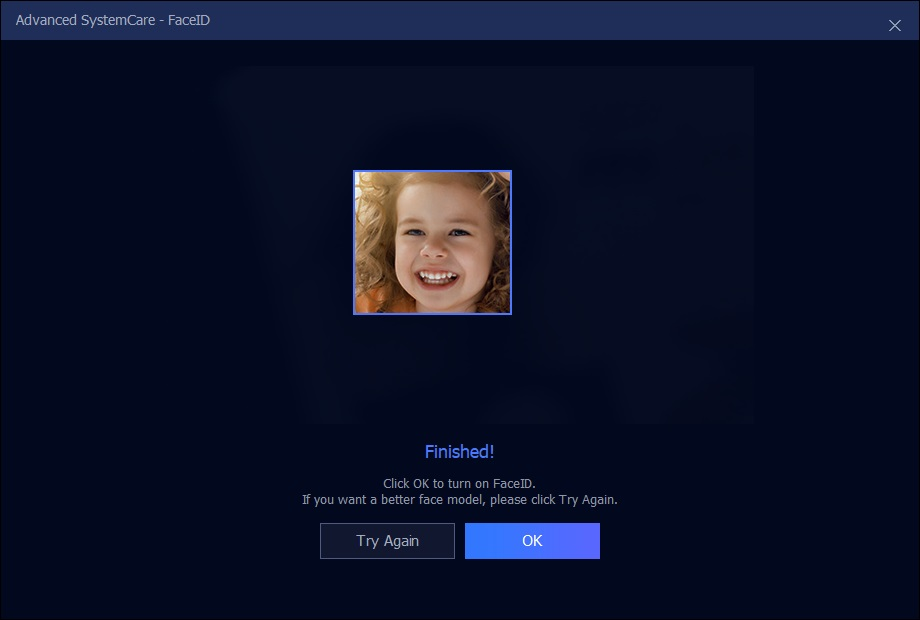 Advanced SystemCare - FaceID
Finished!
Click OK to turn on FaceID.
If you want a better face model, please click Try Again.
Try Again
OK